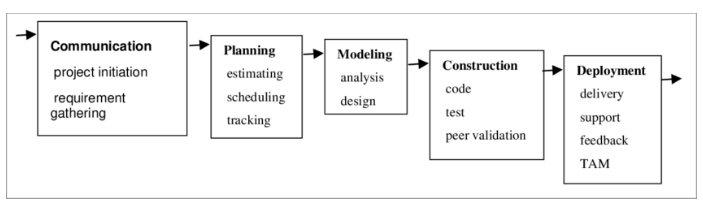 Communication
project initiation
requirement
gathering
Planning
estimating
scheduling
tracking
Modeling
analysis
design
Construction
code
test
peer validation
Deployment
delivery
support
feedback
TAM